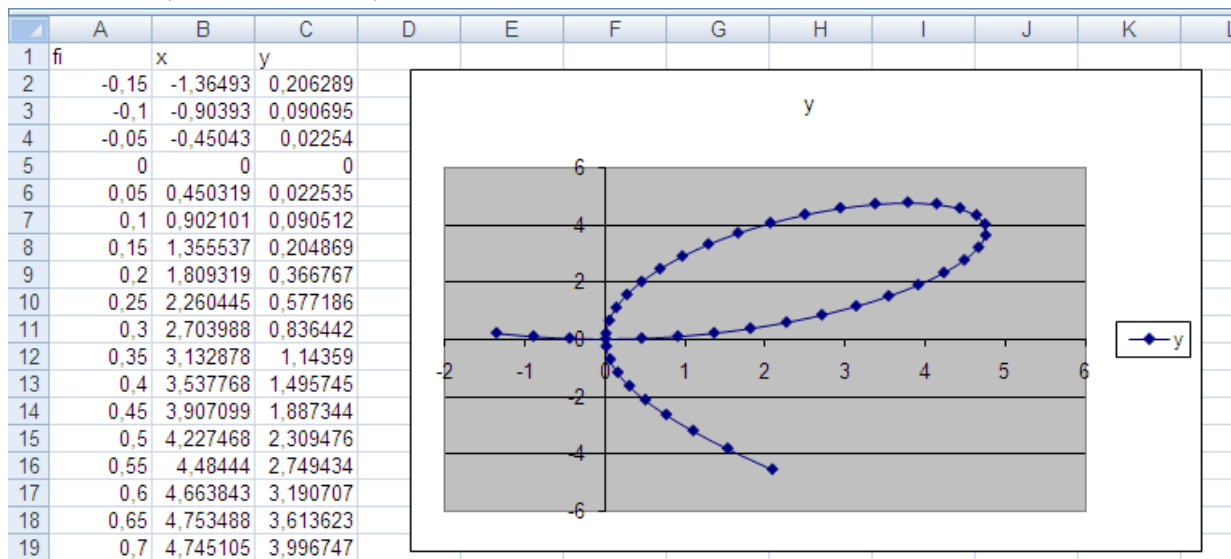 A B C D E F G H I J K L
1 fi x y
2 -0,15 -1,36493 0,206289
3 -0,1 -0,90393 0,090695
4 -0,05 -0,45043 0,02254
5 0 0 0
6 0,05 0,450319 0,022535
7 0,1 0,902101 0,090512
8 0,15 1,355537 0,204869
9 0,2 1,809319 0,366767
10 0,25 2,260445 0,577186
11 0,3 2,703988 0,836442
12 0,35 3,132878 1,14359
13 0,4 3,537768 1,495745
14 0,45 3,907099 1,887344
15 0,5 4,227468 2,309476
16 0,55 4,48444 2,749434
17 0,6 4,663843 3,190707
18 0,65 4,753488 3,613623
19 0,7 4,745105 3,996747
y
6
4
2
0
-2 -1 0 1 2 3 4 5 6
-2
-4
-6
y